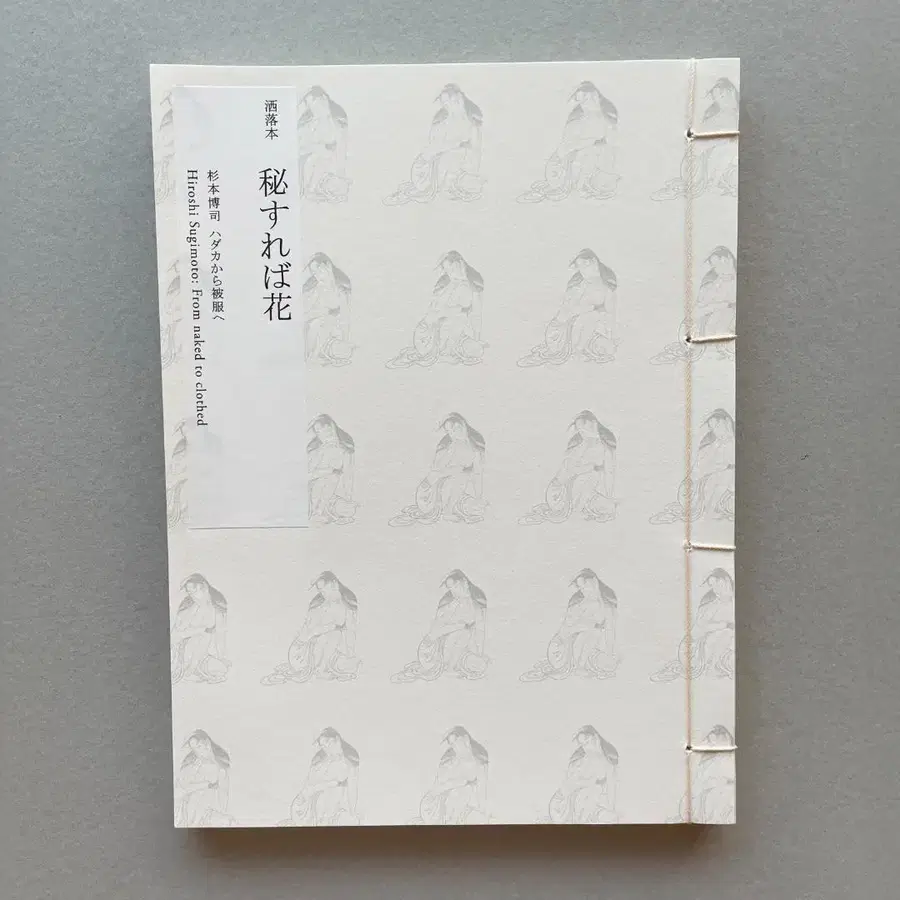 洒落本
秘すれば花
杉本博司 ハダカから被服へ
Hiroshi Sugimoto: From naked to clothed